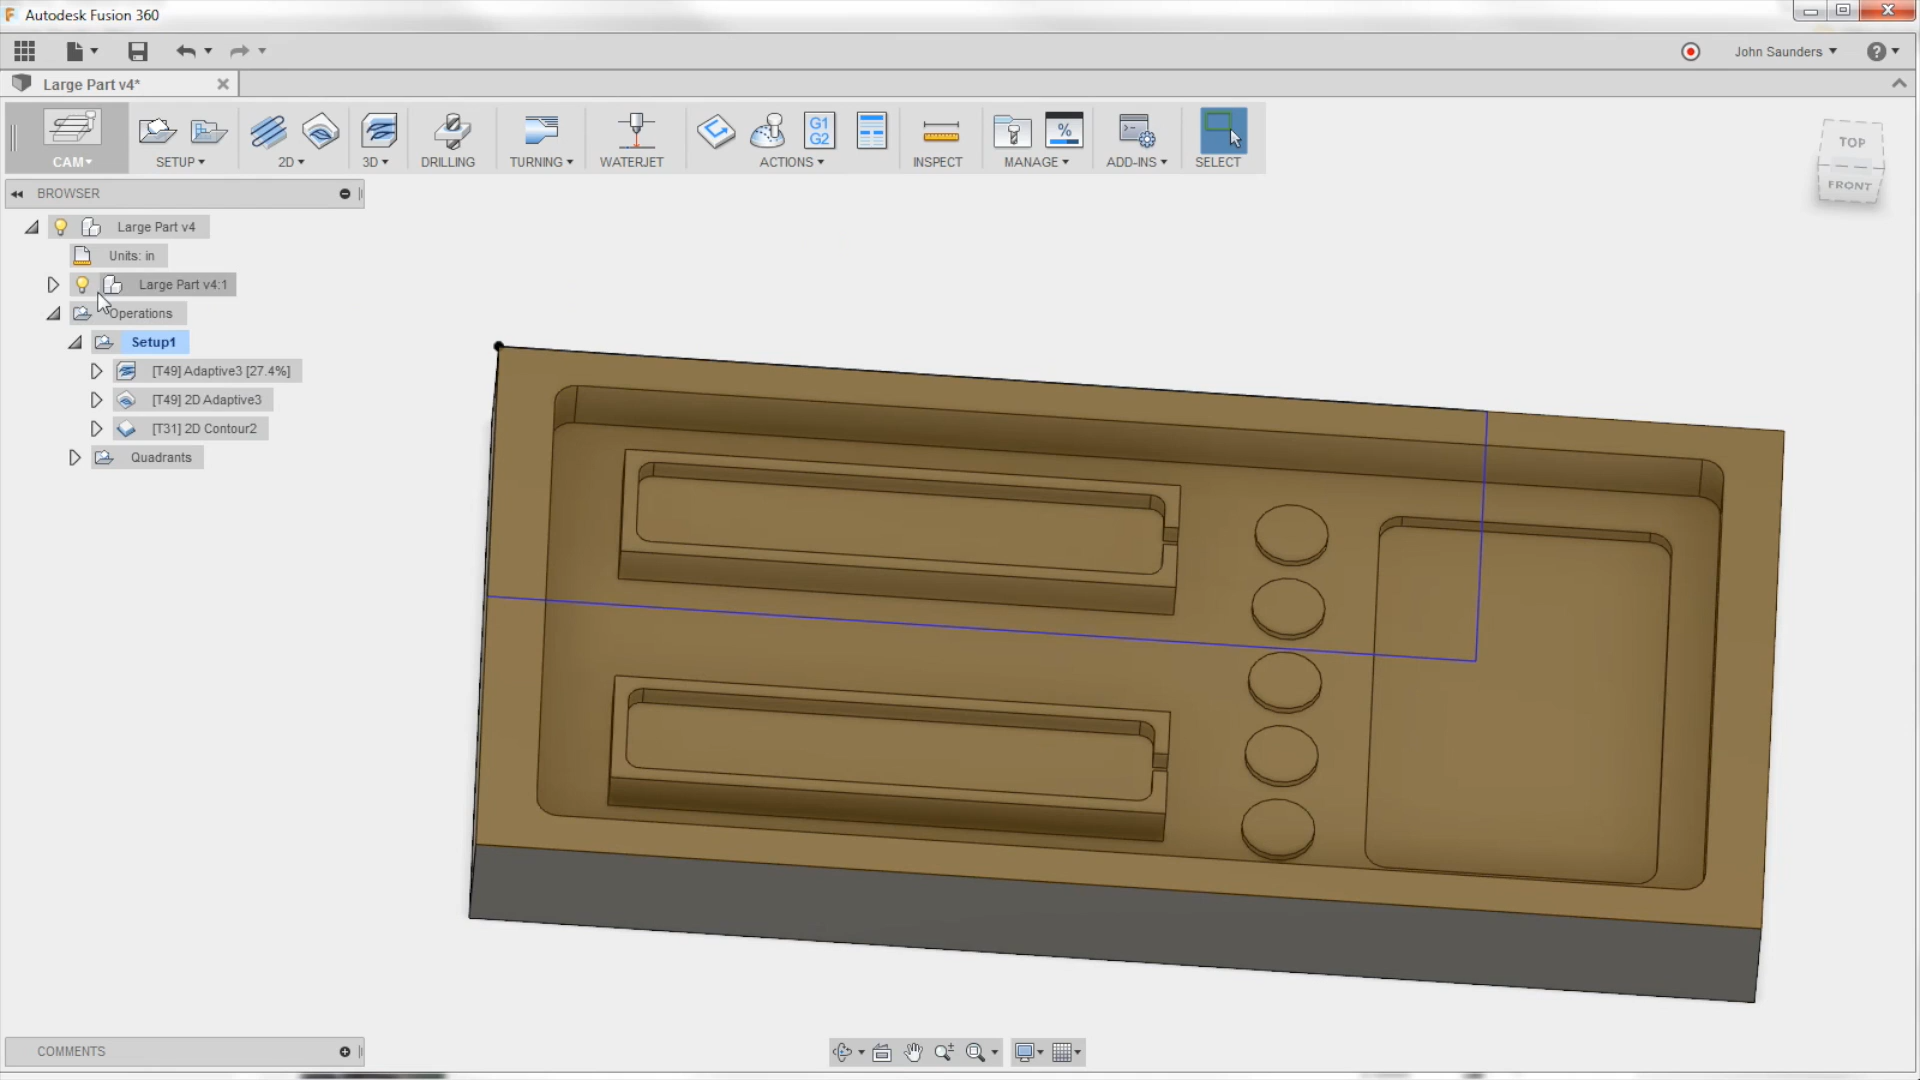 Autodesk Fusion 360
John Saunders
Large Part v4*
CAM
SETUP
2D
3D
DRILLING
TURNING
WATERJET
G1
G2
ACTIONS
INSPECT
%
MANAGE
ADD-INS
SELECT
TOP
FRONT
BROWSER
Large Part v4
Units: in
Large Part v4:1
Operations
Setup1
[T49] Adaptive3 [27.4%]
[T49] 2D Adaptive3
[T31] 2D Contour2
Quadrants
COMMENTS